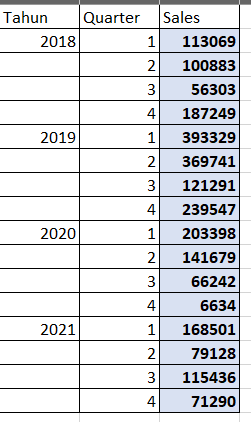 Tahun Quarter Sales
2018 1 113069
2 100883
3 56303
4 187249
2019 1 393329
2 369741
3 121291
4 239547
2020 1 203398
2 141679
3 66242
4 6634
2021 1 168501
2 79128
3 115436
4 71290